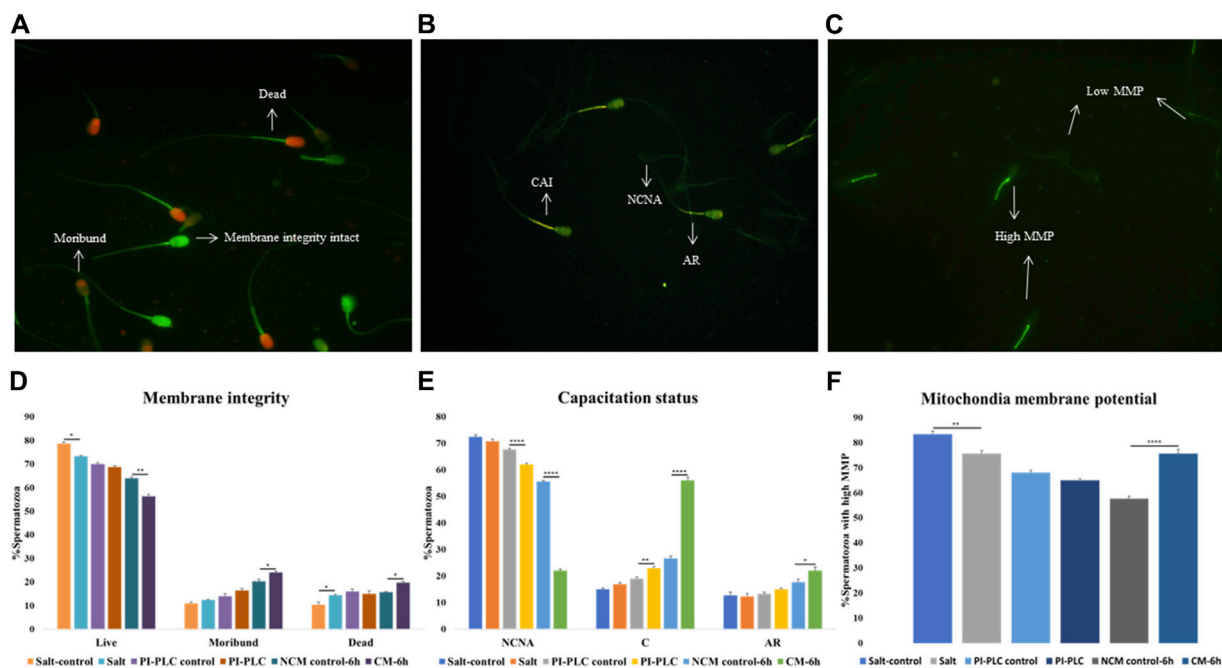 A
B
C
Dead
Moribund
Membrane integrity intact
CAI
NCNA
AR
Low MMP
High MMP
D
Membrane integrity
%Spermatozoa
90
80
70
60
50
40
30
20
10
0
*
**
*
*
*
Live Moribund Dead
Salt-control Salt PI-PLC control PI-PLC NCM control-6h CM-6h
E
Capacitation status
%Spermatozoa
80
70
60
50
40
30
20
10
0
****
****
**
****
*
NCNA C AR
Salt-control Salt PI-PLC control PI-PLC NCM control-6h CM-6h
F
Mitochondia membrane potential
%Spermatozoa with high MMP
90
80
70
60
50
40
30
20
10
0
**
****
Salt-control Salt PI-PLC control PI-PLC NCM control-6h CM-6h